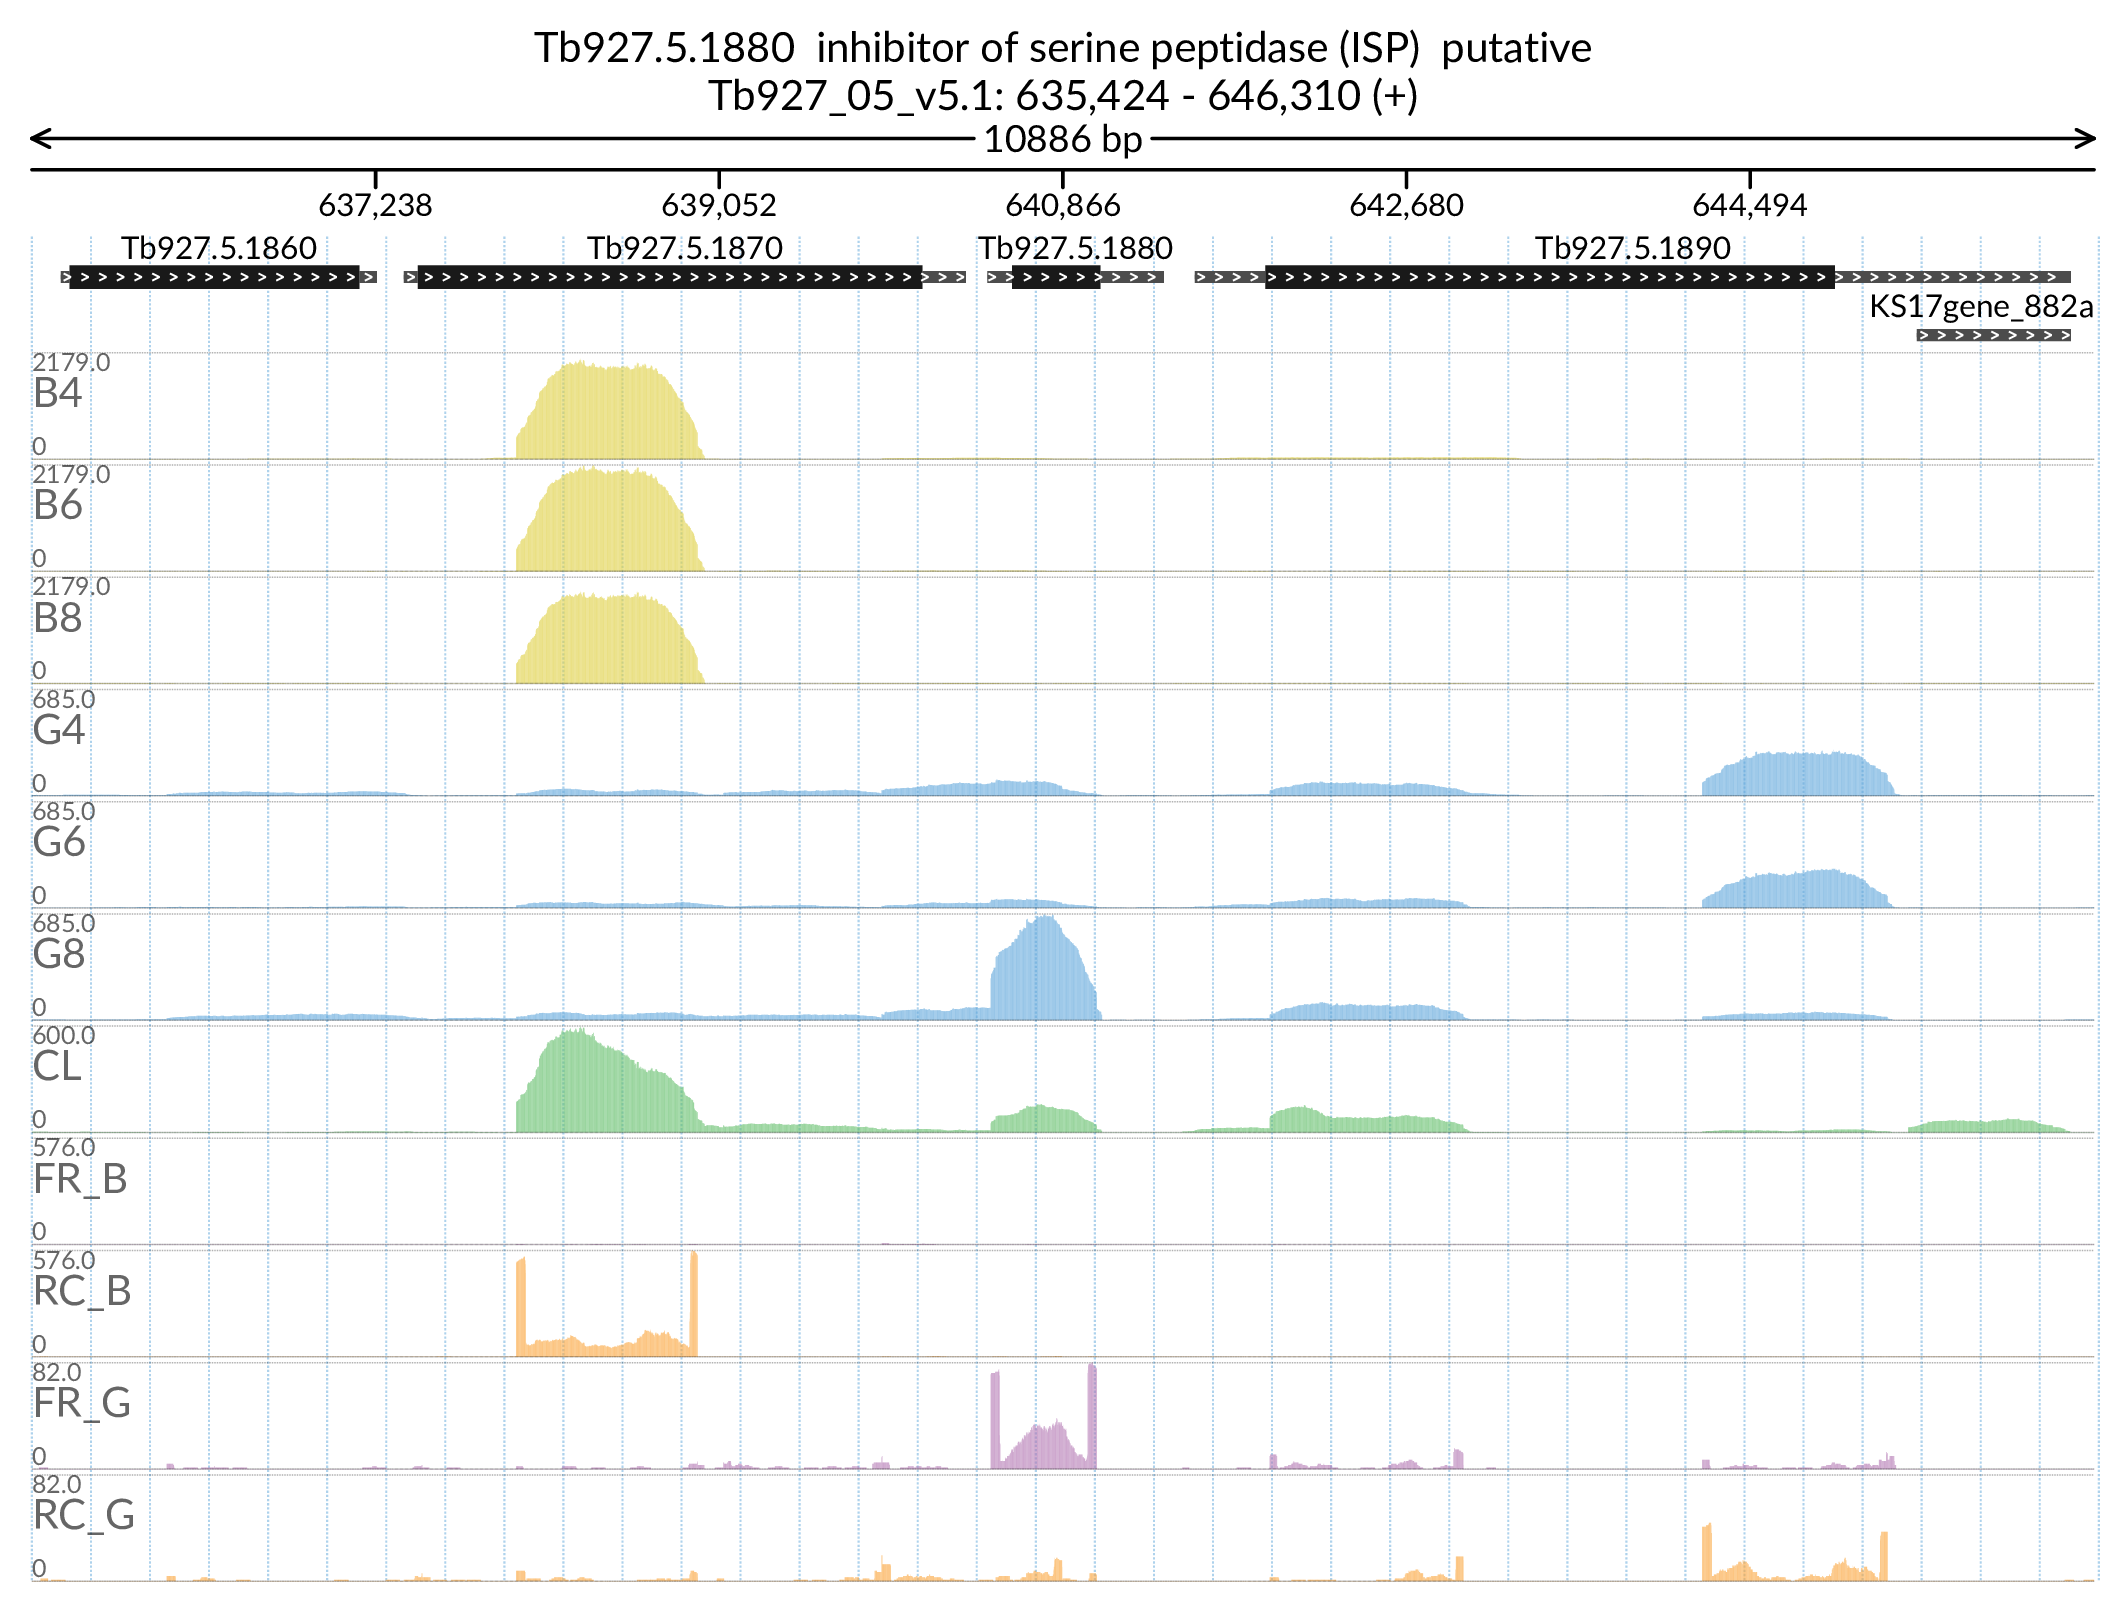 Tb927.5.1880  inhibitor of serine peptidase (ISP)  putative
Tb927_05_v5.1: 635,424 - 646,310 (+)
10886 bp
637,238 639,052 640,866 642,680 644,494
Tb927.5.1860 Tb927.5.1870 Tb927.5.1880 Tb927.5.1890
KS17gene_882a
2179.0
B4
0
2179.0
B6
0
2179.0
B8
0
685.0
G4
0
685.0
G6
0
685.0
G8
0
600.0
CL
0
576.0
FR_B
0
576.0
RC_B
0
82.0
FR_G
0
82.0
RC_G
0